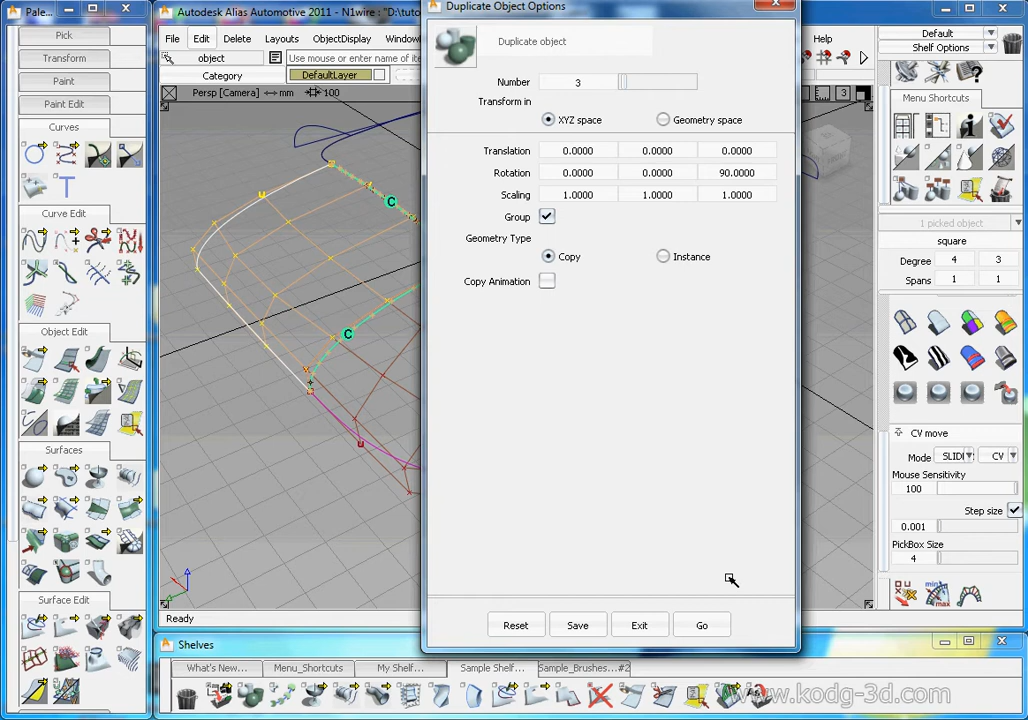 Pale...
Autodesk Alias Automotive 2011 - N1wire : "D:\tuto
Duplicate Object Options
Pick
Transform
Paint
Paint Edit
Curves
Curve Edit
Object Edit
Surfaces
Surface Edit
File Edit Delete Layouts ObjectDisplay Window
Help
object
Use mouse or enter name of ite
Category
DefaultLayer
Persp [Camera] mm 100
3
U
C
C
Duplicate object
Number 3
Transform in
XYZ space Geometry space
Translation 0.0000 0.0000 0.0000
Rotation 0.0000 0.0000 90.0000
Scaling 1.0000 1.0000 1.0000
Group
Geometry Type
Copy Instance
Copy Animation
Reset Save Exit Go
Default
Shelf Options
Menu Shortcuts
1 picked object
square
Degree 4 3
Spans 1 1
CV move
Mode SLIDI CV
Mouse Sensitivity
100
Step size
0.001
PickBox Size
4
Ready
Shelves
What's New... Menu_Shortcuts My Shelf... Sample Shelf... Sample_Brushes...#2
www.kodg-3d.com